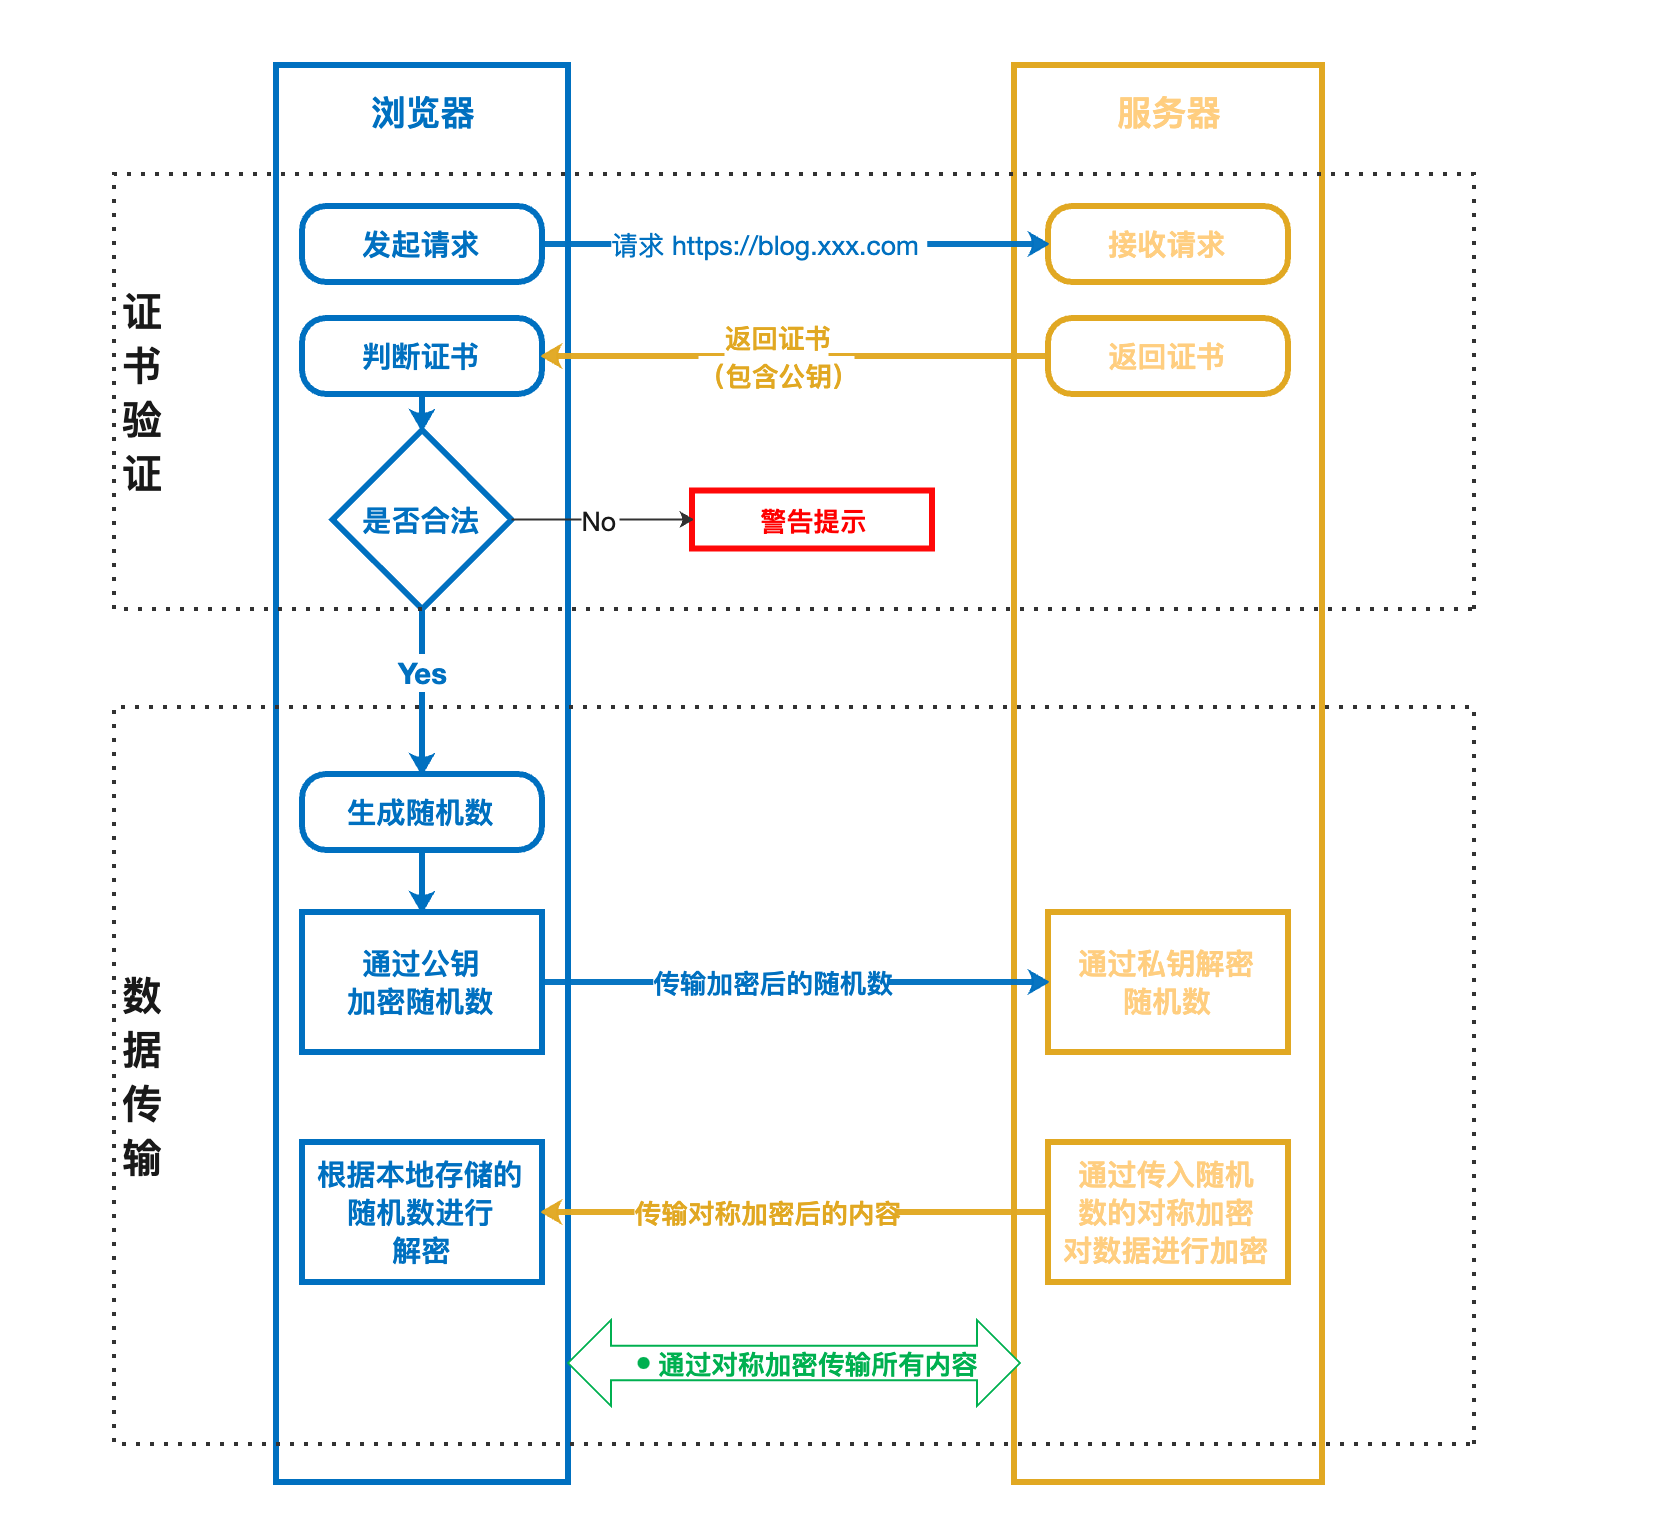 浏览器
服务器
证
书
验
证
发起请求
请求 https://blog.xxx.com
接收请求
判断证书
返回证书
（包含公钥）
返回证书
是否合法
No
警告提示
Yes
数
据
传
输
生成随机数
通过公钥
加密随机数
传输加密后的随机数
通过私钥解密
随机数
根据本地存储的
随机数进行
解密
传输对称加密后的内容
通过传入随机
数的对称加密
对数据进行加密
• 通过对称加密传输所有内容